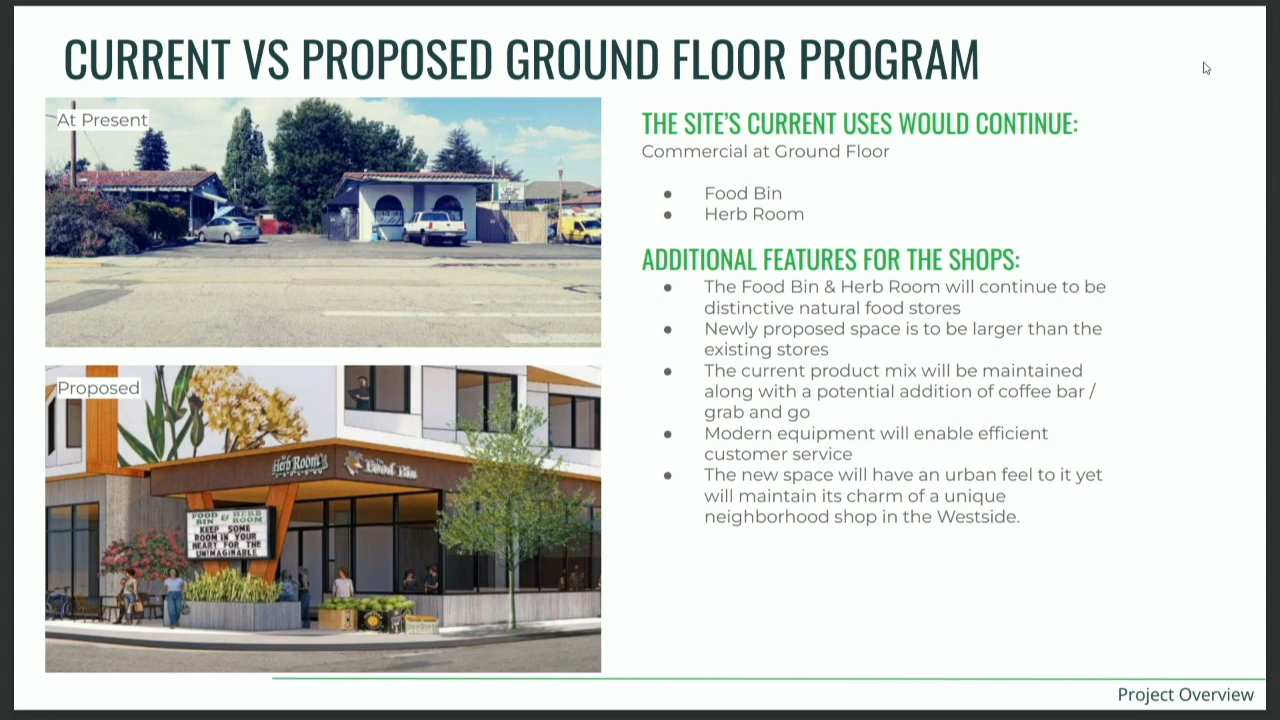 CURRENT VS PROPOSED GROUND FLOOR PROGRAM
At Present
THE SITE'S CURRENT USES WOULD CONTINUE:
Commercial at Ground Floor
● Food Bin
● Herb Room
ADDITIONAL FEATURES FOR THE SHOPS:
● The Food Bin & Herb Room will continue to be
distinctive natural food stores
● Newly proposed space is to be larger than the
existing stores
● The current product mix will be maintained
along with a potential addition of coffee bar /
grab and go
● Modern equipment will enable efficient
customer service
● The new space will have an urban feel to it yet
will maintain its charm of a unique
neighborhood shop in the Westside.
Proposed
Herb Room
The Food Bin
FOOD HERB
BIN & ROOM
KEEP SOME
ROOM IN YOUR
HEART FOR THE
UNIMAGINABLE
Project Overview